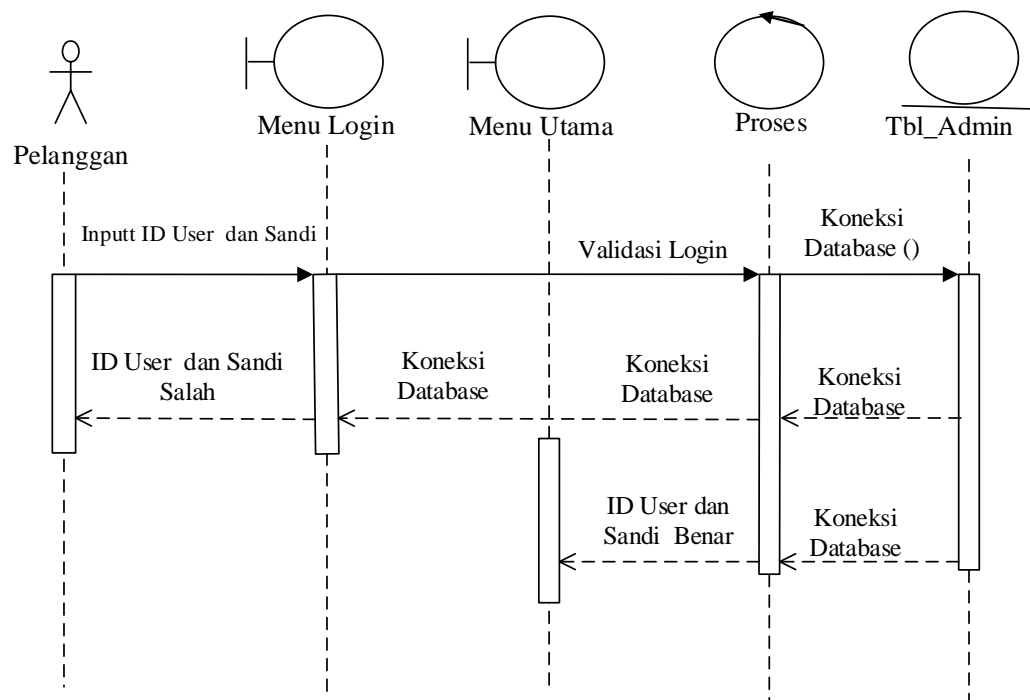 Pelanggan
Menu Login
Menu Utama
Proses
Tbl_Admin
Inputt ID User dan Sandi
Validasi Login
Koneksi
Database ()
ID User dan Sandi
Salah
Koneksi
Database
Koneksi
Database
Koneksi
Database
ID User dan
Sandi Benar
Koneksi
Database